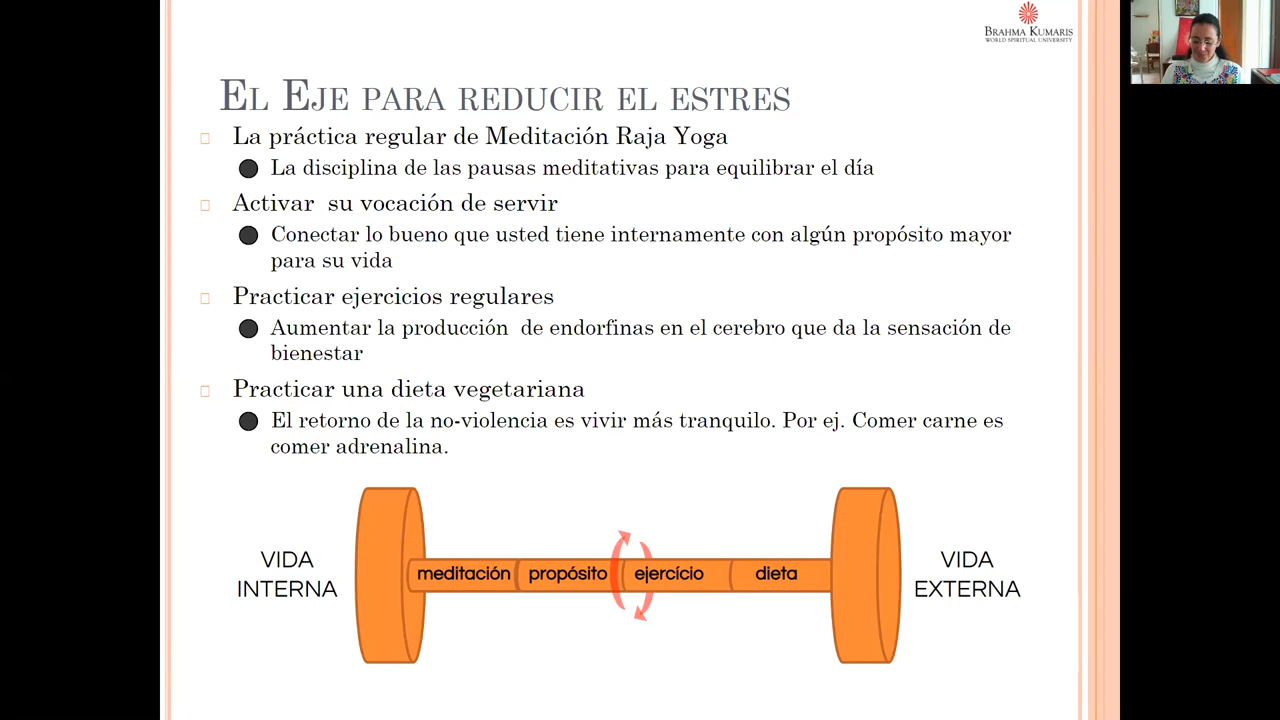 BRAHMA KUMARIS
WORLD SPIRITUAL UNIVERSITY
EL EJE PARA REDUCIR EL ESTRES
La práctica regular de Meditación Raja Yoga
La disciplina de las pausas meditativas para equilibrar el día
Activar su vocación de servir
Conectar lo bueno que usted tiene internamente con algún propósito mayor
para su vida
Practicar ejercicios regulares
Aumentar la producción de endorfinas en el cerebro que da la sensación de
bienestar
Practicar una dieta vegetariana
El retorno de la no-violencia es vivir más tranquilo. Por ej. Comer carne es
comer adrenalina.
VIDA
INTERNA
meditación propósito ejercício dieta
VIDA
EXTERNA